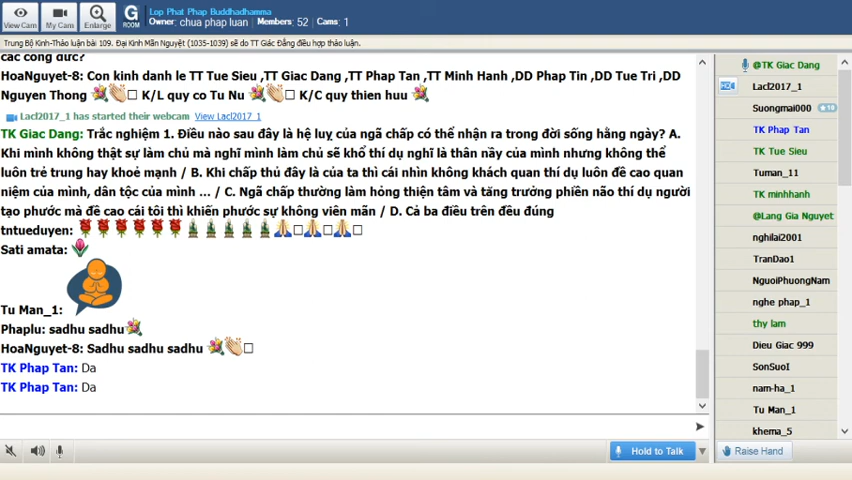 Lop Phat Phap Buddhadhamma
Owner: chua phap luan   Members: 52   Cams: 1
View Cam
My Cam
Enlarge
G
ROOM
Trung Bộ Kinh-Thảo luận bài 109. Đại Kinh Mãn Nguyệt (1035-1039) sẽ do TT Giác Đẳng điều hợp thảo luận.
các công đức?
HoaNguyet-8: Con kinh danh le TT Tue Sieu ,TT Giac Dang ,TT Phap Tan ,TT Minh Hanh ,DD Phap Tin ,DD Tue Tri ,DD
Nguyen Thong K/L quy co Tu Nu K/C quy thien huu
Lacl2017_1 has started their webcam View Lacl2017_1
TK Giac Dang: Trắc nghiệm 1. Điều nào sau đây là hệ luỵ của ngã chấp có thể nhận ra trong đời sống hằng ngày? A.
Khi mình không thật sự làm chủ mà nghĩ mình làm chủ sẽ khổ thí dụ nghĩ là thân nầy của mình nhưng không thể
luôn trẻ trung hay khoẻ mạnh / B. Khi chấp thủ đây là của ta thì cái nhìn không khách quan thí dụ luôn đề cao quan
niệm của mình, dân tộc của mình ... / C. Ngã chấp thường làm hỏng thiện tâm và tăng trưởng phiền não thí dụ người
tạo phước mà đề cao cái tôi thì khiến phước sự không viên mãn / D. Cả ba điều trên đều đúng
tntueduyen:
Sati amata:
Tu Man_1:
Phaplu: sadhu sadhu
HoaNguyet-8: Sadhu sadhu sadhu
TK Phap Tan: Da
TK Phap Tan: Da
Hold to Talk
Raise Hand
@TK Giac Dang
Lacl2017_1
Suongmai000
TK Phap Tan
TK Tue Sieu
Tuman_11
TK minhhanh
@Lang Gia Nguyet
nghilai2001
TranDao1
NguoiPhuongNam
nghe phap_1
thy lam
Dieu Giac 999
SonSuoI
nam-ha_1
Tu Man_1
khema_5